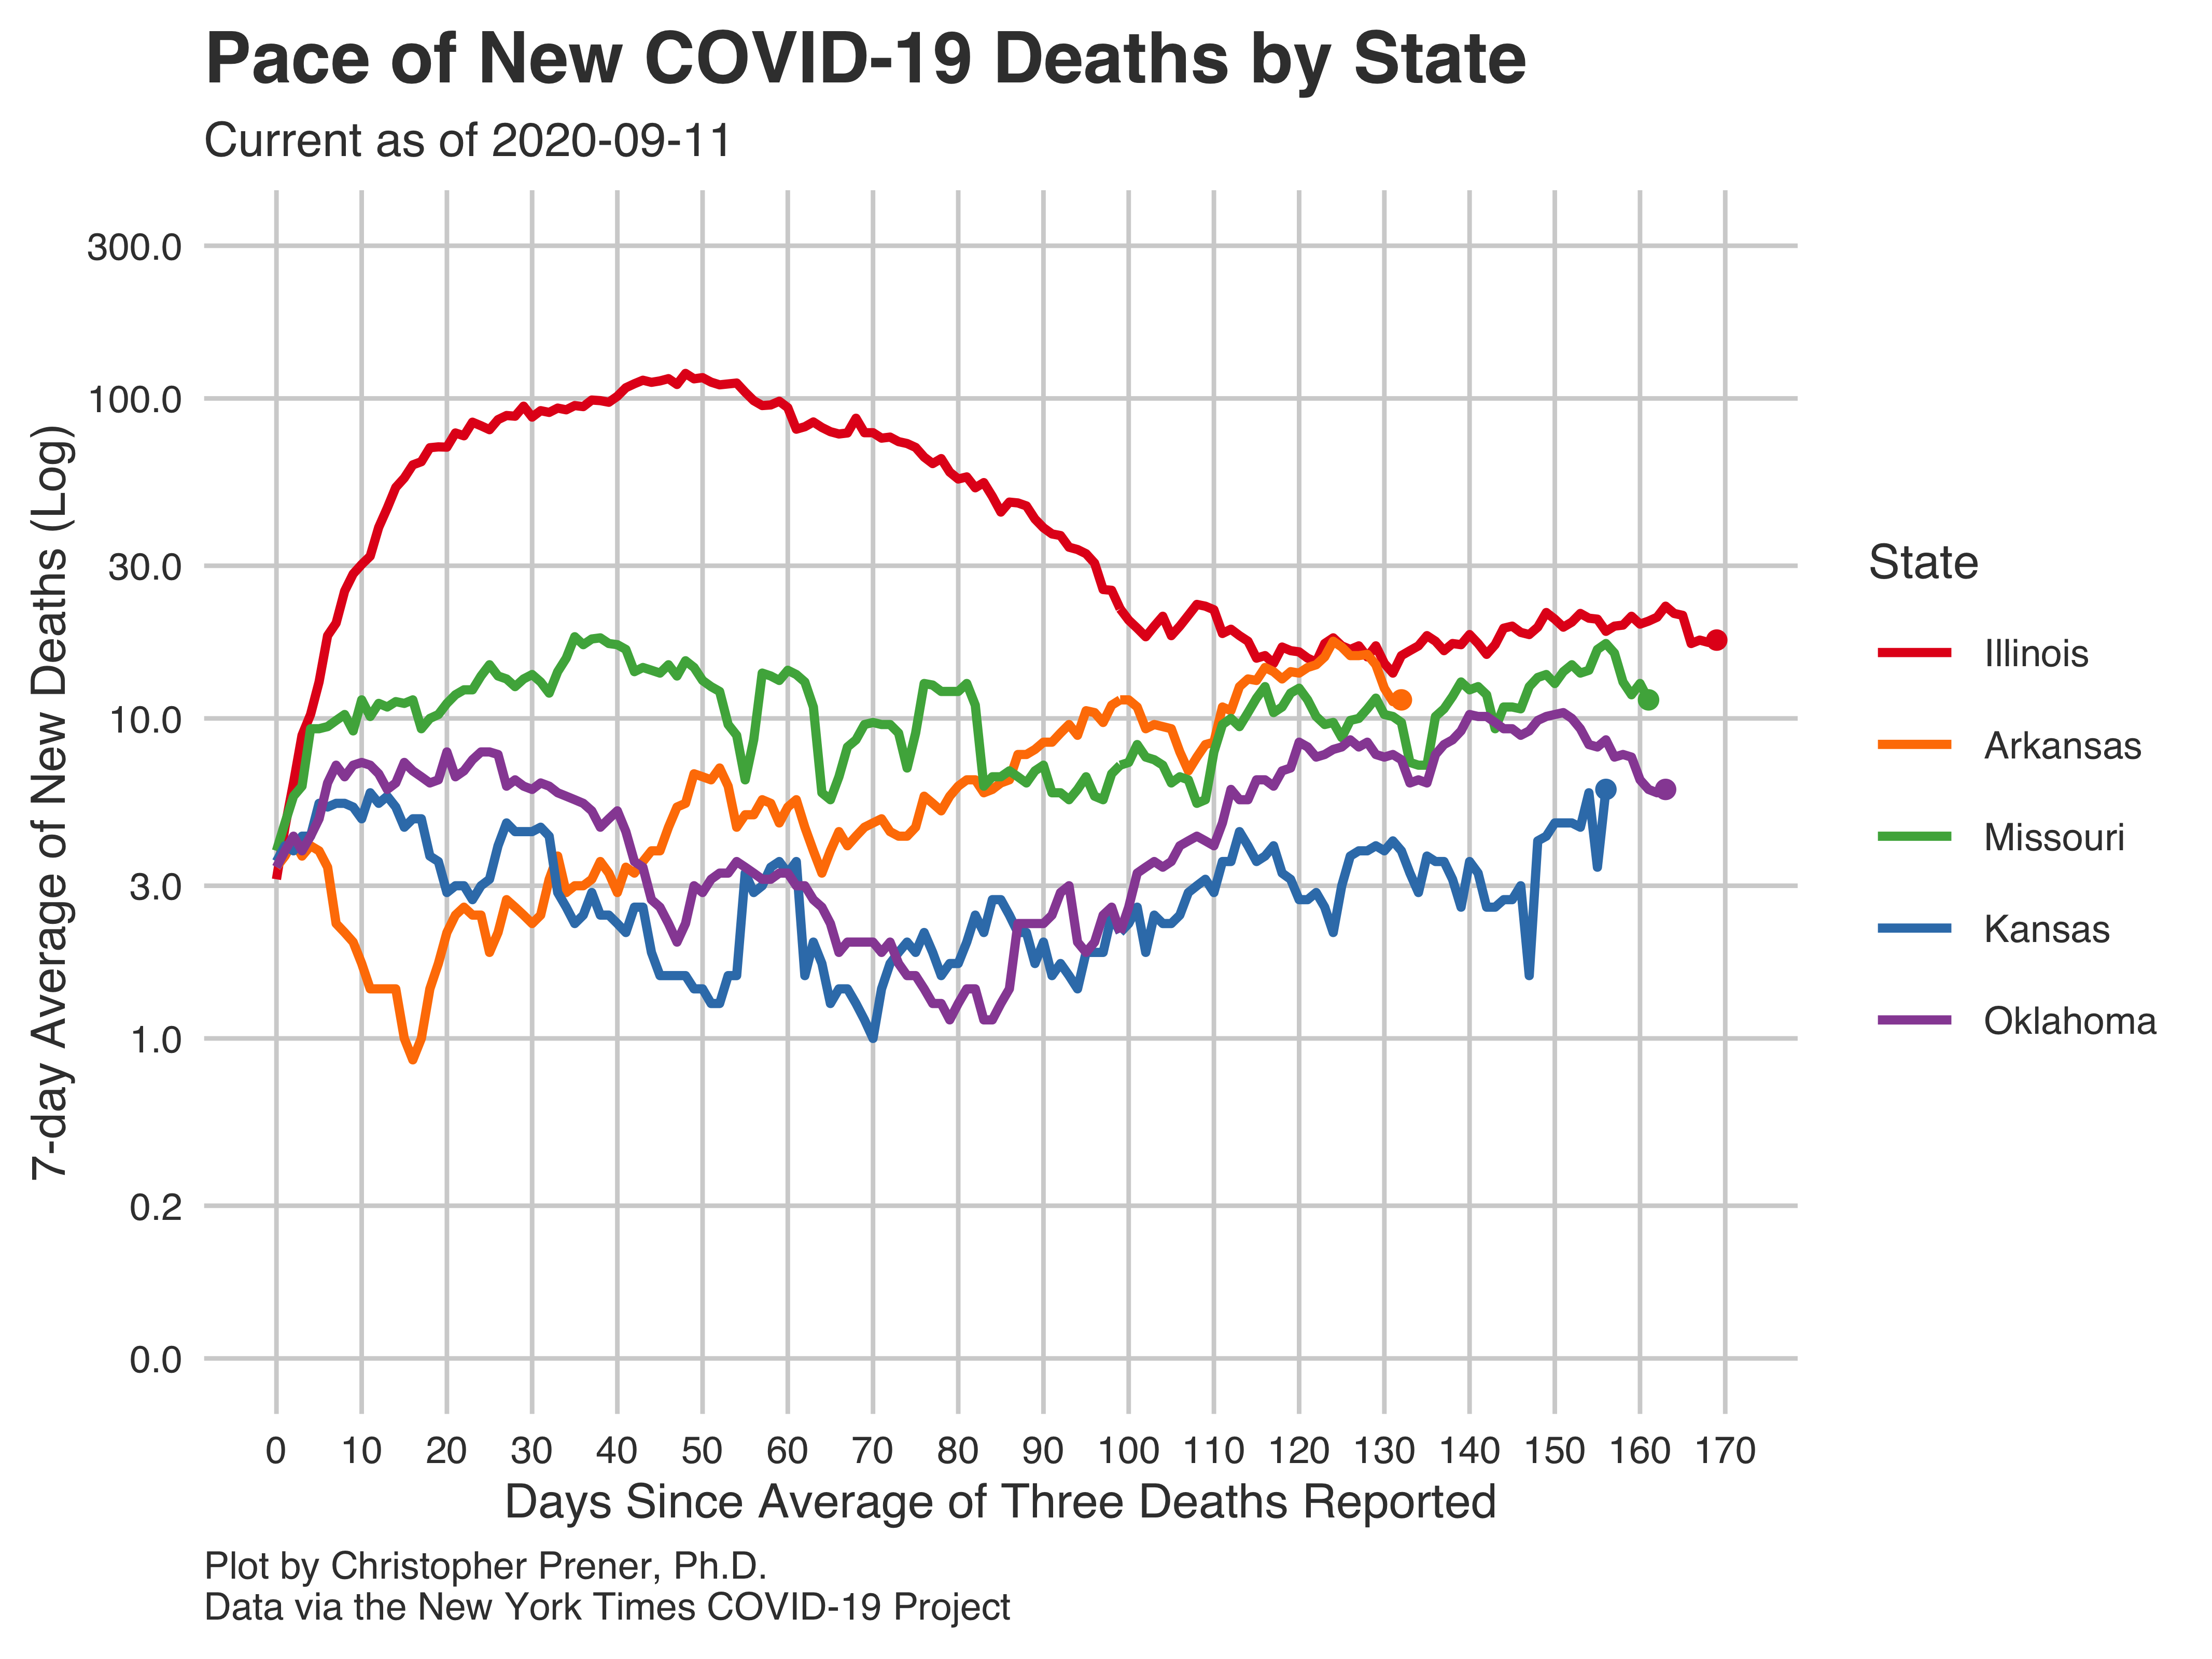 Pace of New COVID-19 Deaths by State
Current as of 2020-09-11
7-day Average of New Deaths (Log)
300.0
100.0
30.0
10.0
3.0
1.0
0.2
0.0
0 10 20 30 40 50 60 70 80 90 100 110 120 130 140 150 160 170
Days Since Average of Three Deaths Reported
State
Illinois
Arkansas
Missouri
Kansas
Oklahoma
Plot by Christopher Prener, Ph.D.
Data via the New York Times COVID-19 Project